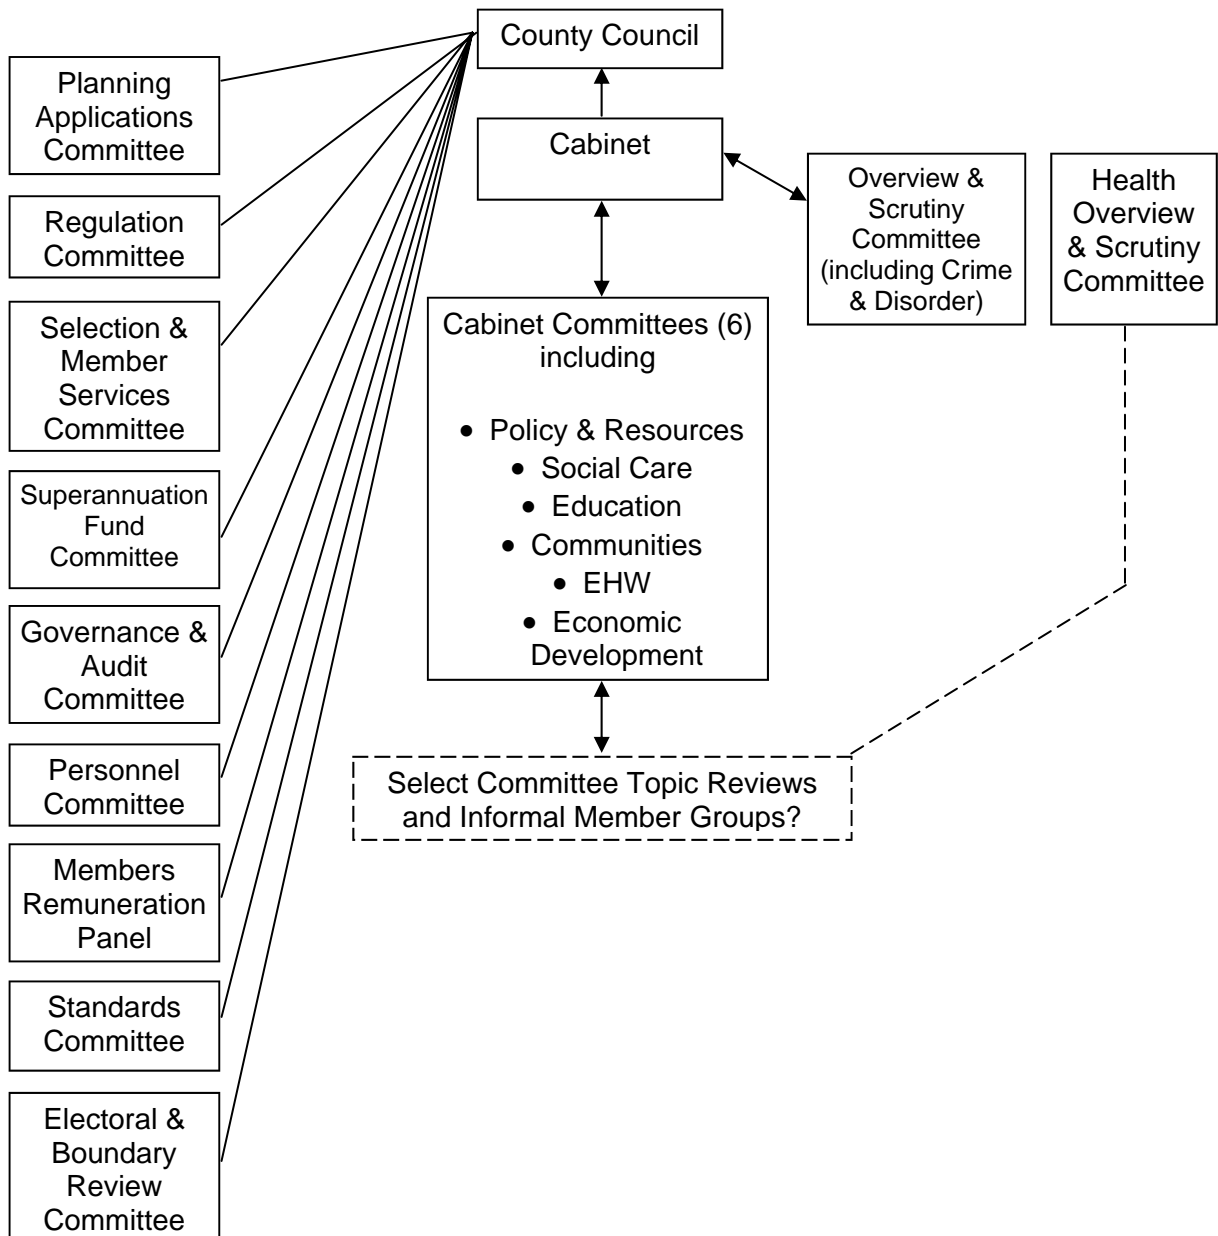 County Council
Planning
Applications
Committee
Cabinet
Overview &
Scrutiny
Committee
(including Crime
& Disorder)
Health
Overview
& Scrutiny
Committee
Regulation
Committee
Selection &
Member
Services
Committee
Cabinet Committees (6)
including
• Policy & Resources
• Social Care
• Education
• Communities
• EHW
• Economic
Development
Superannuation
Fund
Committee
Governance &
Audit
Committee
Personnel
Committee
Select Committee Topic Reviews
and Informal Member Groups?
Members
Remuneration
Panel
Standards
Committee
Electoral &
Boundary
Review
Committee